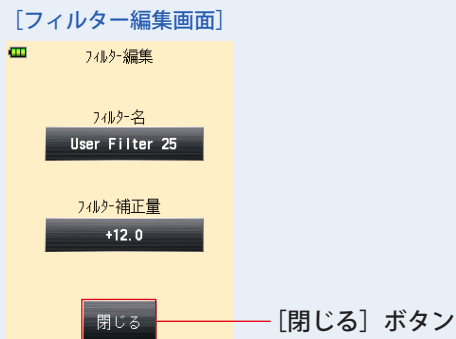 ［フィルター編集画面］
フィルター編集
フィルター名
User Filter 25
フィルター補正量
+12.0
閉じる
［閉じる］ボタン